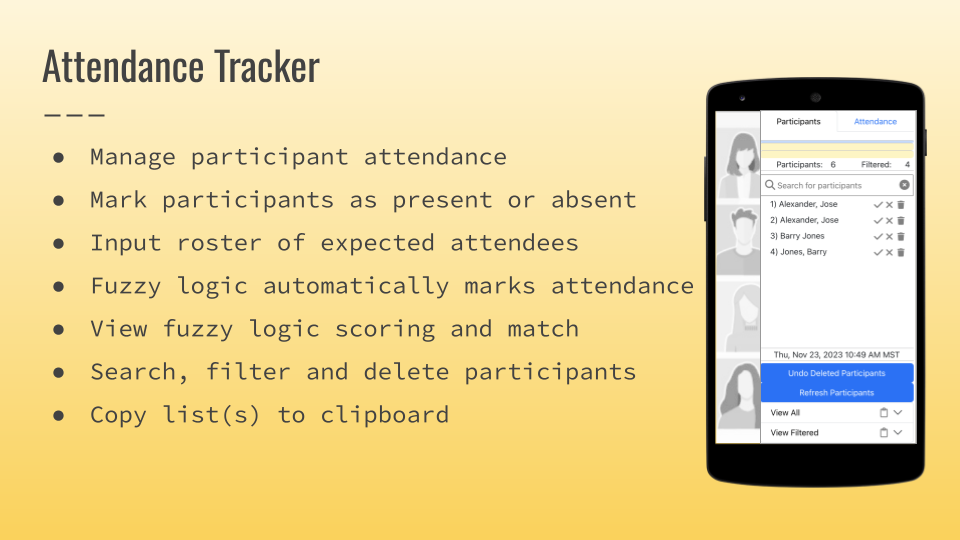 Attendance Tracker
● Manage participant attendance
● Mark participants as present or absent
● Input roster of expected attendees
● Fuzzy logic automatically marks attendance
● View fuzzy logic scoring and match
● Search, filter and delete participants
● Copy list(s) to clipboard
Participants Attendance
Participants: 6 Filtered: 4
Search for participants
1) Alexander, Jose
2) Alexander, Jose
3) Barry Jones
4) Jones, Barry
Thu, Nov 23, 2023 10:49 AM MST
Undo Deleted Participants
Refresh Participants
View All
View Filtered